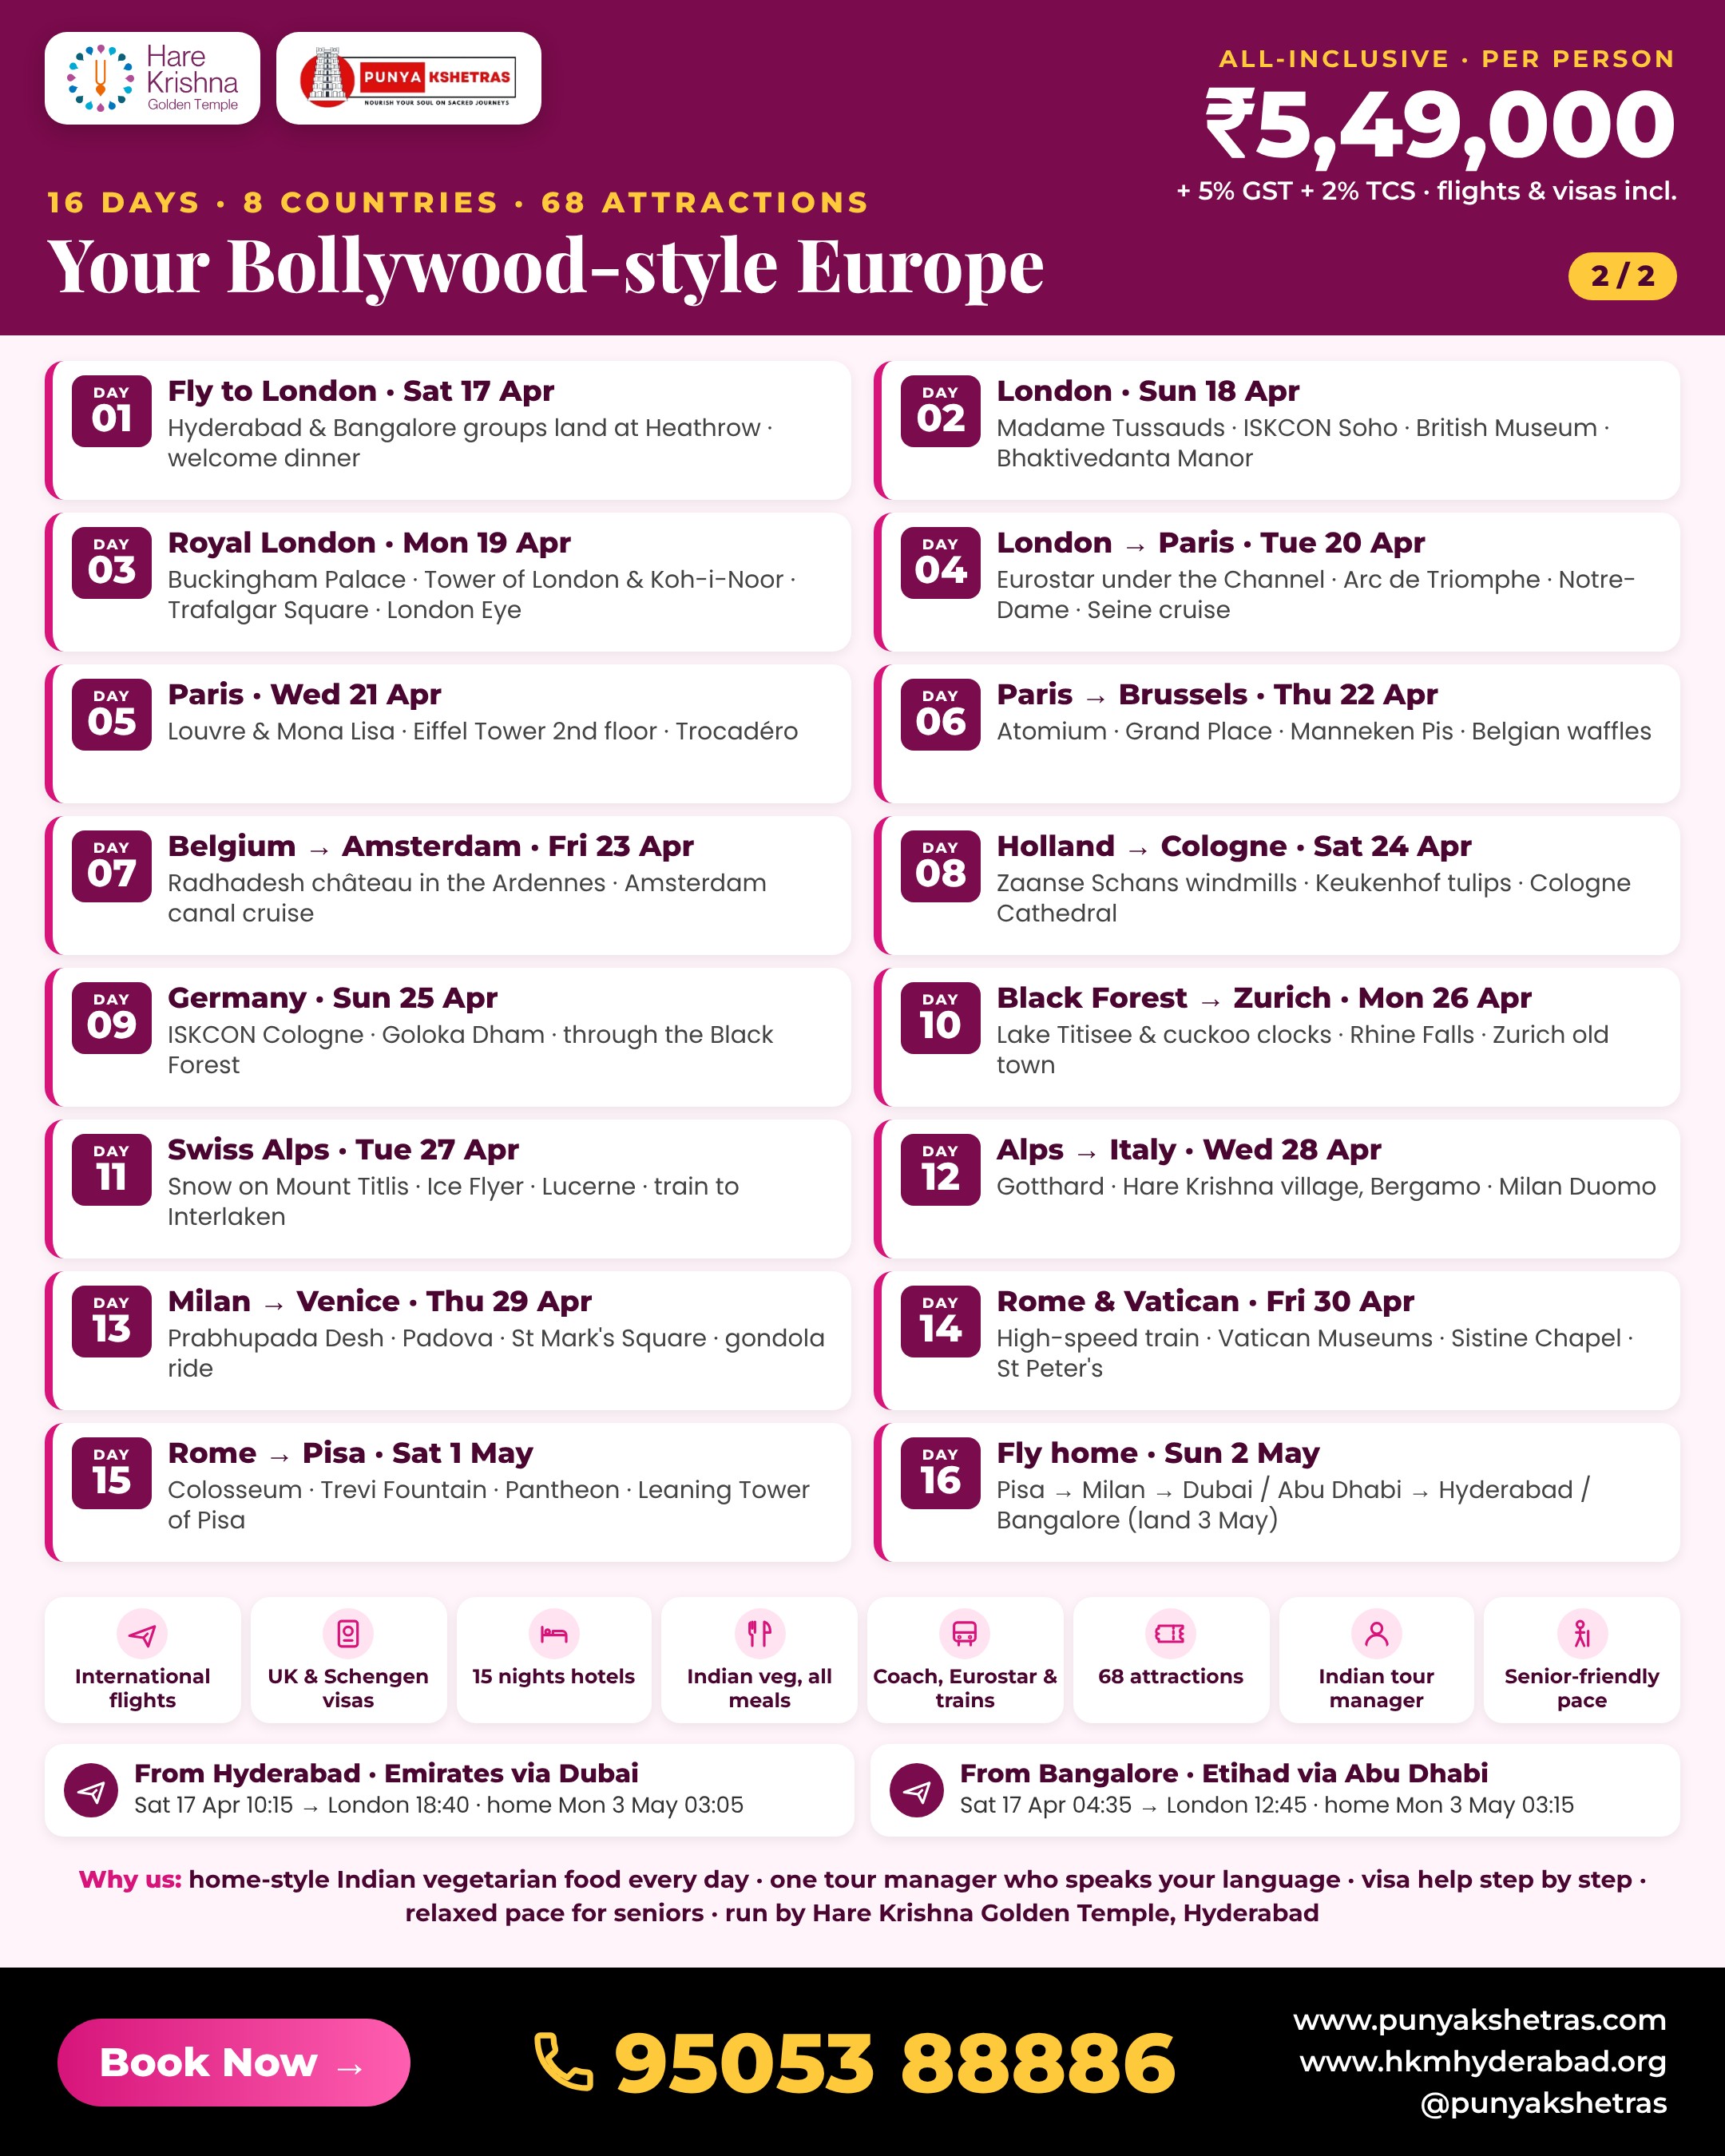 Hare
Krishna
Golden Temple
PUNYA KSHETRAS
NOURISH YOUR SOUL ON SACRED JOURNEYS
ALL-INCLUSIVE · PER PERSON
₹5,49,000
+ 5% GST + 2% TCS · flights & visas incl.
16 DAYS · 8 COUNTRIES · 68 ATTRACTIONS
Your Bollywood-style Europe
2 / 2
DAY
01
Fly to London · Sat 17 Apr
Hyderabad & Bangalore groups land at Heathrow ·
welcome dinner
DAY
02
London · Sun 18 Apr
Madame Tussauds · ISKCON Soho · British Museum ·
Bhaktivedanta Manor
DAY
03
Royal London · Mon 19 Apr
Buckingham Palace · Tower of London & Koh-i-Noor ·
Trafalgar Square · London Eye
DAY
04
London → Paris · Tue 20 Apr
Eurostar under the Channel · Arc de Triomphe · Notre-
Dame · Seine cruise
DAY
05
Paris · Wed 21 Apr
Louvre & Mona Lisa · Eiffel Tower 2nd floor · Trocadéro
DAY
06
Paris → Brussels · Thu 22 Apr
Atomium · Grand Place · Manneken Pis · Belgian waffles
DAY
07
Belgium → Amsterdam · Fri 23 Apr
Radhadesh château in the Ardennes · Amsterdam
canal cruise
DAY
08
Holland → Cologne · Sat 24 Apr
Zaanse Schans windmills · Keukenhof tulips · Cologne
Cathedral
DAY
09
Germany · Sun 25 Apr
ISKCON Cologne · Goloka Dham · through the Black
Forest
DAY
10
Black Forest → Zurich · Mon 26 Apr
Lake Titisee & cuckoo clocks · Rhine Falls · Zurich old
town
DAY
11
Swiss Alps · Tue 27 Apr
Snow on Mount Titlis · Ice Flyer · Lucerne · train to
Interlaken
DAY
12
Alps → Italy · Wed 28 Apr
Gotthard · Hare Krishna village, Bergamo · Milan Duomo
DAY
13
Milan → Venice · Thu 29 Apr
Prabhupada Desh · Padova · St Mark's Square · gondola
ride
DAY
14
Rome & Vatican · Fri 30 Apr
High-speed train · Vatican Museums · Sistine Chapel ·
St Peter's
DAY
15
Rome → Pisa · Sat 1 May
Colosseum · Trevi Fountain · Pantheon · Leaning Tower
of Pisa
DAY
16
Fly home · Sun 2 May
Pisa → Milan → Dubai / Abu Dhabi → Hyderabad /
Bangalore (land 3 May)
International
flights
UK & Schengen
visas
15 nights hotels
Indian veg, all
meals
Coach, Eurostar &
trains
68 attractions
Indian tour
manager
Senior-friendly
pace
From Hyderabad · Emirates via Dubai
Sat 17 Apr 10:15 → London 18:40 · home Mon 3 May 03:05
From Bangalore · Etihad via Abu Dhabi
Sat 17 Apr 04:35 → London 12:45 · home Mon 3 May 03:15
Why us: home-style Indian vegetarian food every day · one tour manager who speaks your language · visa help step by step ·
relaxed pace for seniors · run by Hare Krishna Golden Temple, Hyderabad
Book Now →
95053 88886
www.punyakshetras.com
www.hkmhyderabad.org
@punyakshetras